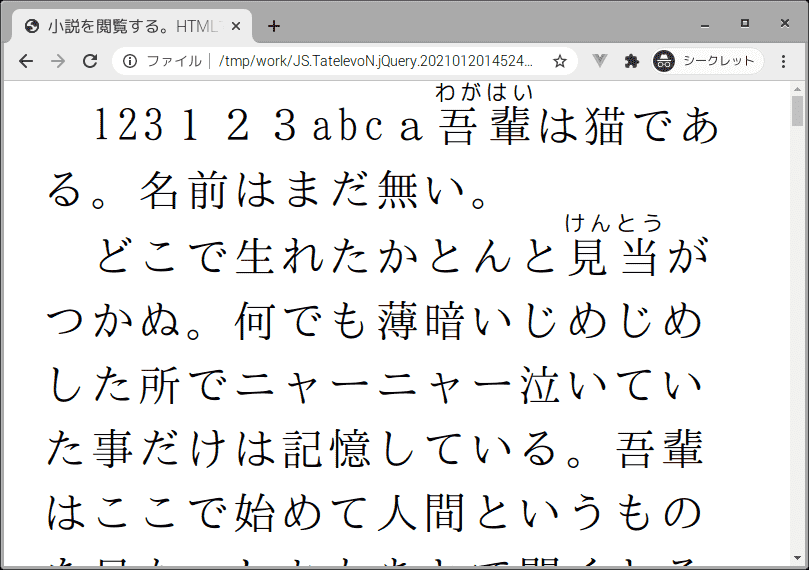 小説を閲覧する。HTML
ファイル | /tmp/work/JS.TatelevoN.jQuery.2021012014524...
シークレット
わがはい
123１２３abcａ吾輩は猫であ
る。名前はまだ無い。
けんとう
どこで生れたかとんと見当が
つかぬ。何でも薄暗いじめじめ
した所でニャーニャー泣いてい
た事だけは記憶している。吾輩
はここで始めて人間というもの